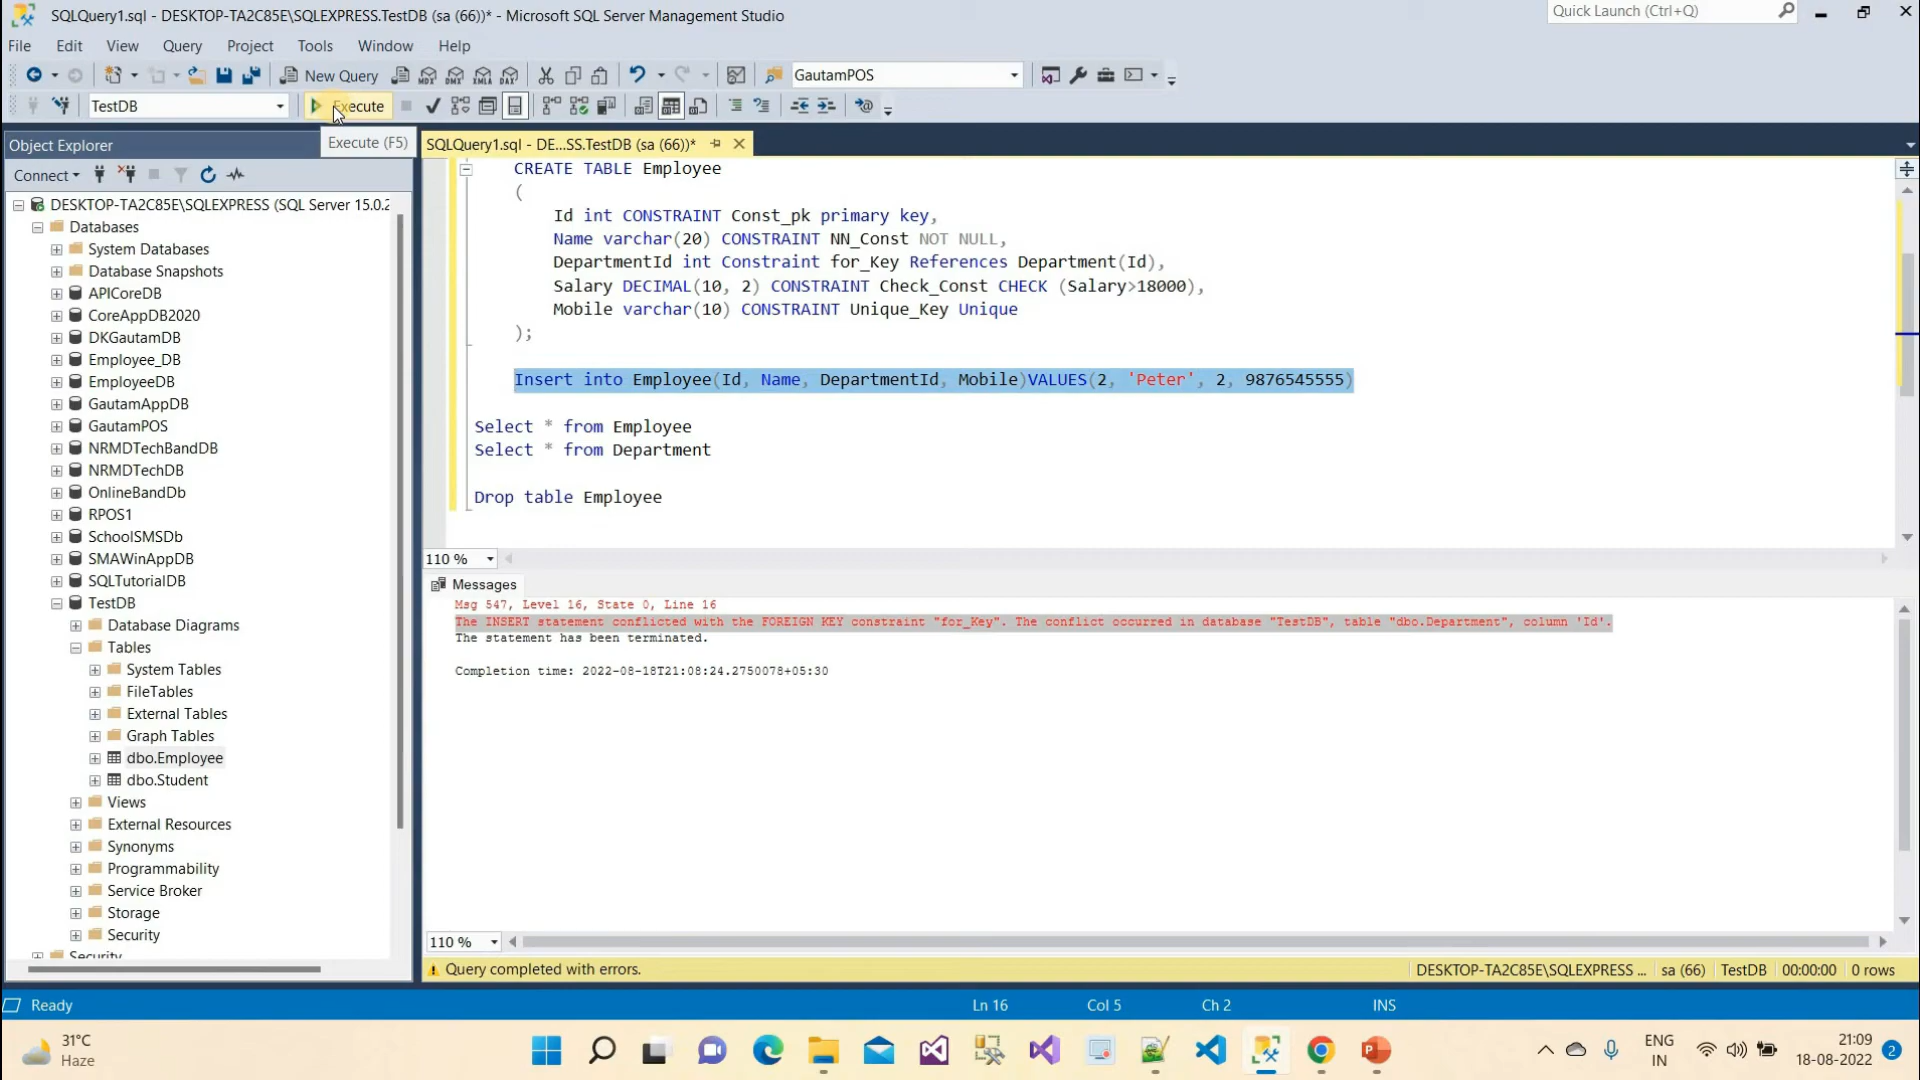 SQLQuery1.sql - DESKTOP-TA2C85E\SQLEXPRESS.TestDB (sa (66))* - Microsoft SQL Server Management Studio
Quick Launch (Ctrl+Q)
File Edit View Query Project Tools Window Help
New Query
MDX DMX XMLA DAX
GautamPOS
TestDB
Execute
Execute (F5)
Object Explorer
SQLQuery1.sql - DE...SS.TestDB (sa (66))*
Connect
DESKTOP-TA2C85E\SQLEXPRESS (SQL Server 15.0.2
Databases
System Databases
Database Snapshots
APICoreDB
CoreAppDB2020
DKGautamDB
Employee_DB
EmployeeDB
GautamAppDB
GautamPOS
NRMDTechBandDB
NRMDTechDB
OnlineBandDb
RPOS1
SchoolSMSDb
SMAWinAppDB
SQLTutorialDB
TestDB
Database Diagrams
Tables
System Tables
FileTables
External Tables
Graph Tables
dbo.Employee
dbo.Student
Views
External Resources
Synonyms
Programmability
Service Broker
Storage
Security
Security
CREATE TABLE Employee
(
Id int CONSTRAINT Const_pk primary key,
Name varchar(20) CONSTRAINT NN_Const NOT NULL,
DepartmentId int Constraint for_Key References Department(Id),
Salary DECIMAL(10, 2) CONSTRAINT Check_Const CHECK (Salary>18000),
Mobile varchar(10) CONSTRAINT Unique_Key Unique
);
Insert into Employee(Id, Name, DepartmentId, Mobile)VALUES(2, 'Peter', 2, 9876545555)
Select * from Employee
Select * from Department
Drop table Employee
110 %
Messages
Msg 547, Level 16, State 0, Line 16
The INSERT statement conflicted with the FOREIGN KEY constraint "for_Key". The conflict occurred in database "TestDB", table "dbo.Department", column 'Id'.
The statement has been terminated.
Completion time: 2022-08-18T21:08:24.2750078+05:30
110 %
Query completed with errors.
DESKTOP-TA2C85E\SQLEXPRESS ... sa (66) TestDB 00:00:00 0 rows
Ready
Ln 16 Col 5 Ch 2 INS
31°C
Haze
ENG
IN
21:09
18-08-2022
2